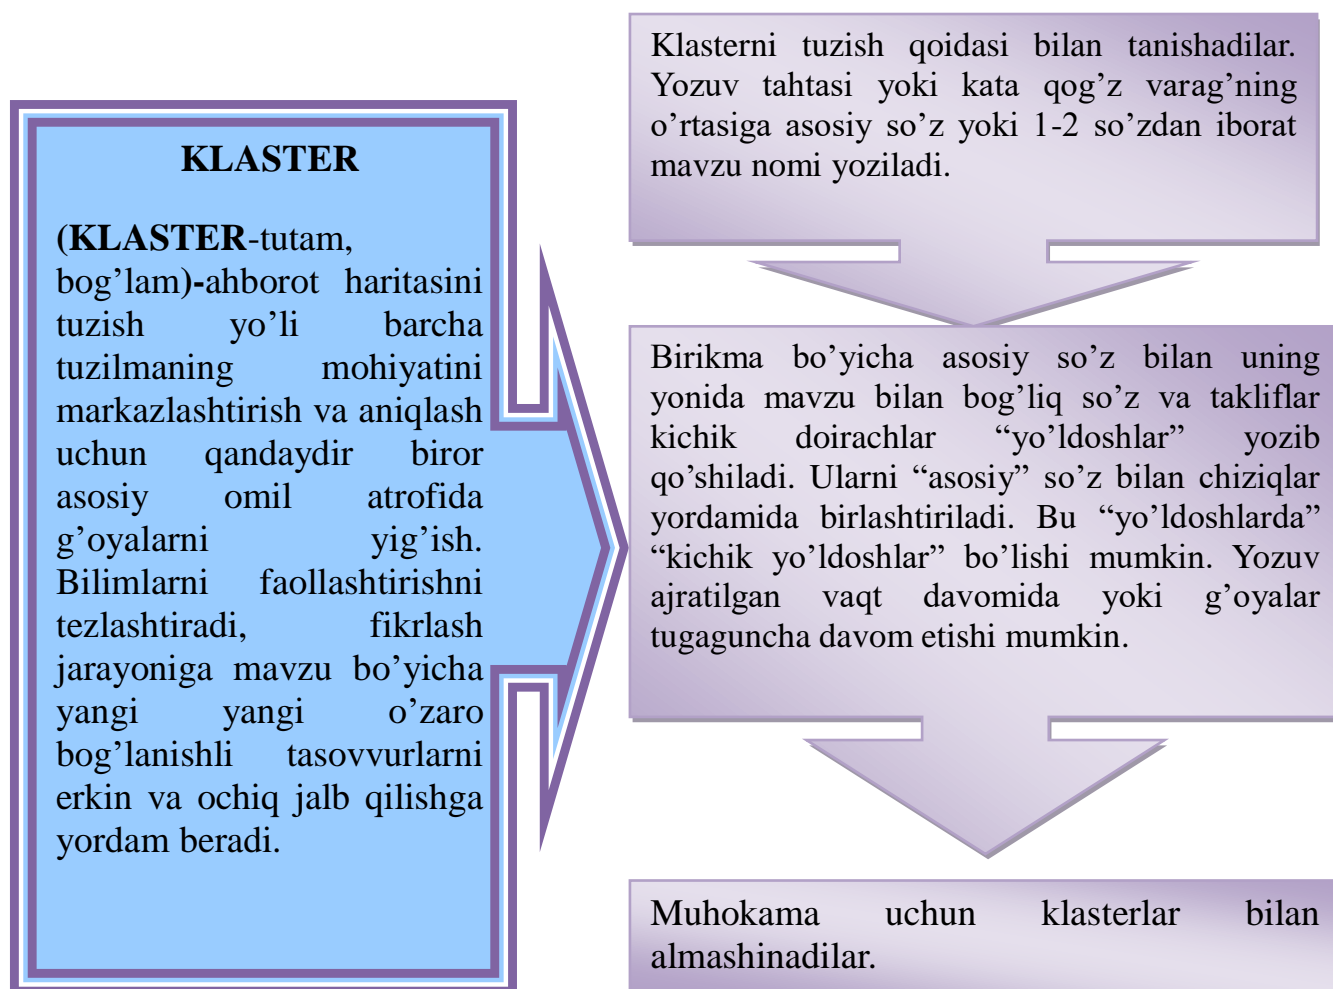 KLASTER
(KLASTER-tutam,
bog’lam)-ahborot haritasini
tuzish yo’li barcha
tuzilmaning mohiyatini
markazlashtirish va aniqlash
uchun qandaydir biror
asosiy omil atrofida
g’oyalarni yig’ish.
Bilimlarni faollashtirishni
tezlashtiradi, fikrlash
jarayoniga mavzu bo’yicha
yangi yangi o’zaro
bog’lanishli tasovvurlarni
erkin va ochiq jalb qilishga
yordam beradi.
Klasterni tuzish qoidasi bilan tanishadilar.
Yozuv tahtasi yoki kata qog’z varag’ning
o’rtasiga asosiy so’z yoki 1-2 so’zdan iborat
mavzu nomi yoziladi.
Birikma bo’yicha asosiy so’z bilan uning
yonida mavzu bilan bog’liq so’z va takliflar
kichik doirachlar “yo’ldoshlar” yozib
qo’shiladi. Ularni “asosiy” so’z bilan chiziqlar
yordamida birlashtiriladi. Bu “yo’ldoshlarda”
“kichik yo’ldoshlar” bo’lishi mumkin. Yozuv
ajratilgan vaqt davomida yoki g’oyalar
tugaguncha davom etishi mumkin.
Muhokama uchun klasterlar bilan
almashinadilar.